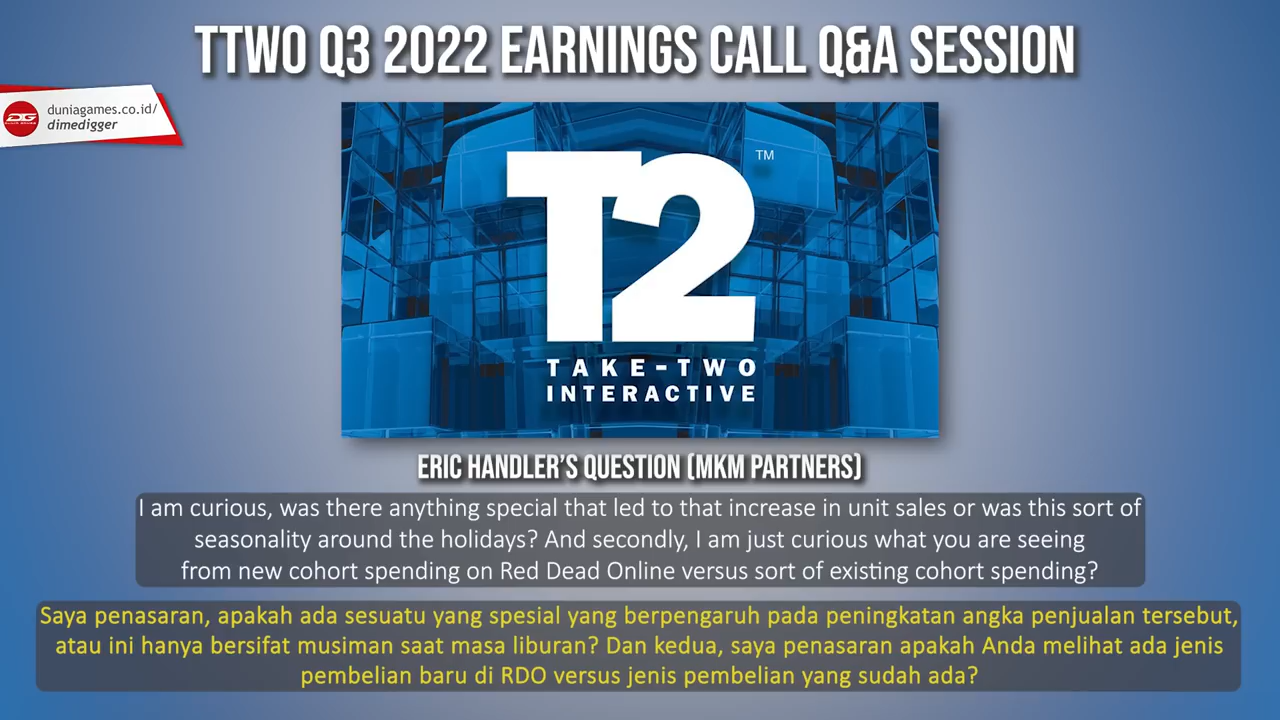 TTWO Q3 2022 EARNINGS CALL Q&A SESSION
duniagames.co.id/
dimedigger
DG
T2
TM
TAKE-TWO
INTERACTIVE
ERIC HANDLER'S QUESTION (MKM PARTNERS)
I am curious, was there anything special that led to that increase in unit sales or was this sort of
seasonality around the holidays? And secondly, I am just curious what you are seeing
from new cohort spending on Red Dead Online versus sort of existing cohort spending?
Saya penasaran, apakah ada sesuatu yang spesial yang berpengaruh pada peningkatan angka penjualan tersebut,
atau ini hanya bersifat musiman saat masa liburan? Dan kedua, saya penasaran apakah Anda melihat ada jenis
pembelian baru di RDO versus jenis pembelian yang sudah ada?